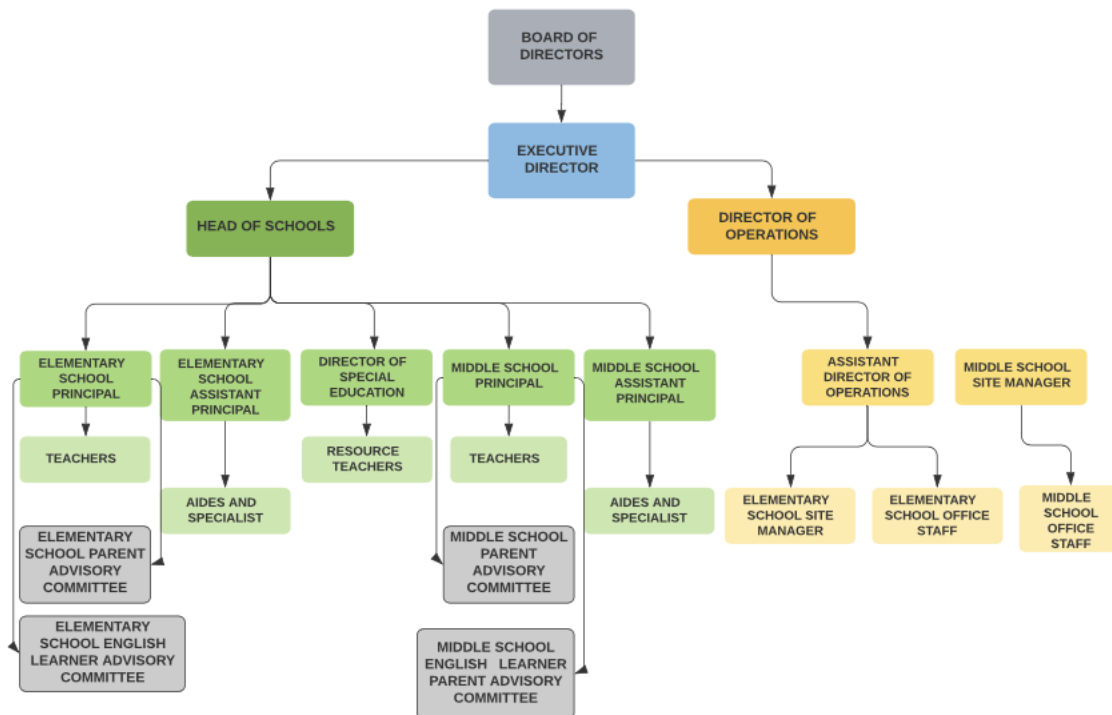 BOARD OF
DIRECTORS
EXECUTIVE
DIRECTOR
HEAD OF SCHOOLS
DIRECTOR OF
OPERATIONS
ELEMENTARY
SCHOOL
PRINCIPAL
ELEMENTARY
SCHOOL
ASSISTANT
PRINCIPAL
DIRECTOR OF
SPECIAL
EDUCATION
MIDDLE SCHOOL
PRINCIPAL
MIDDLE SCHOOL
ASSISTANT
PRINCIPAL
ASSISTANT
DIRECTOR OF
OPERATIONS
MIDDLE SCHOOL
SITE MANAGER
TEACHERS
RESOURCE
TEACHERS
TEACHERS
AIDES AND
SPECIALIST
AIDES AND
SPECIALIST
ELEMENTARY
SCHOOL SITE
MANAGER
ELEMENTARY
SCHOOL OFFICE
STAFF
MIDDLE
SCHOOL
OFFICE
STAFF
ELEMENTARY
SCHOOL PARENT
ADVISORY
COMMITTEE
MIDDLE SCHOOL
PARENT
ADVISORY
COMMITTEE
ELEMENTARY
SCHOOL ENGLISH
LEARNER ADVISORY
COMMITTEE
MIDDLE SCHOOL
ENGLISH LEARNER
PARENT ADVISORY
COMMITTEE